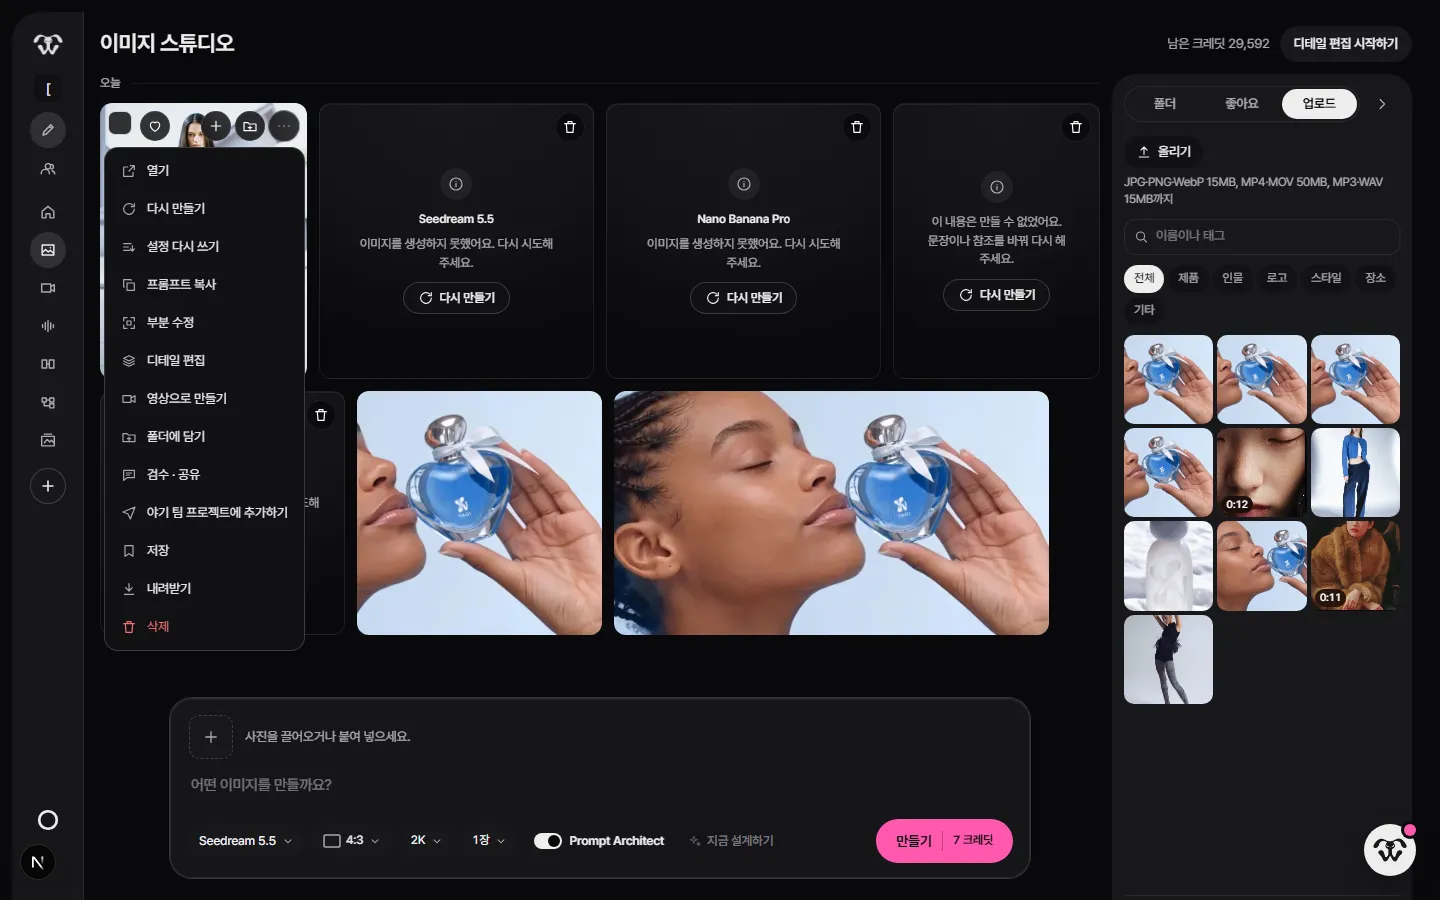 이미지 스튜디오
남은 크레딧 29,592
디테일 편집 시작하기
[
오늘
열기
다시 만들기
설정 다시 쓰기
프롬프트 복사
부분 수정
디테일 편집
영상으로 만들기
폴더에 담기
검수 · 공유
야기 팀 프로젝트에 추가하기
저장
내려받기
삭제
Seedream 5.5
이미지를 생성하지 못했어요. 다시 시도해
주세요.
다시 만들기
Nano Banana Pro
이미지를 생성하지 못했어요. 다시 시도해
주세요.
다시 만들기
이 내용은 만들 수 없었어요.
문장이나 참조를 바꿔 다시 해
주세요.
다시 만들기
도해
폴더
좋아요
업로드
올리기
JPG·PNG·WebP 15MB, MP4·MOV 50MB, MP3·WAV
15MB까지
이름이나 태그
전체
제품
인물
로고
스타일
장소
기타
0:12
0:11
사진을 끌어오거나 붙여 넣으세요.
어떤 이미지를 만들까요?
Seedream 5.5
4:3
2K
1장
Prompt Architect
지금 설계하기
만들기
7 크레딧
N